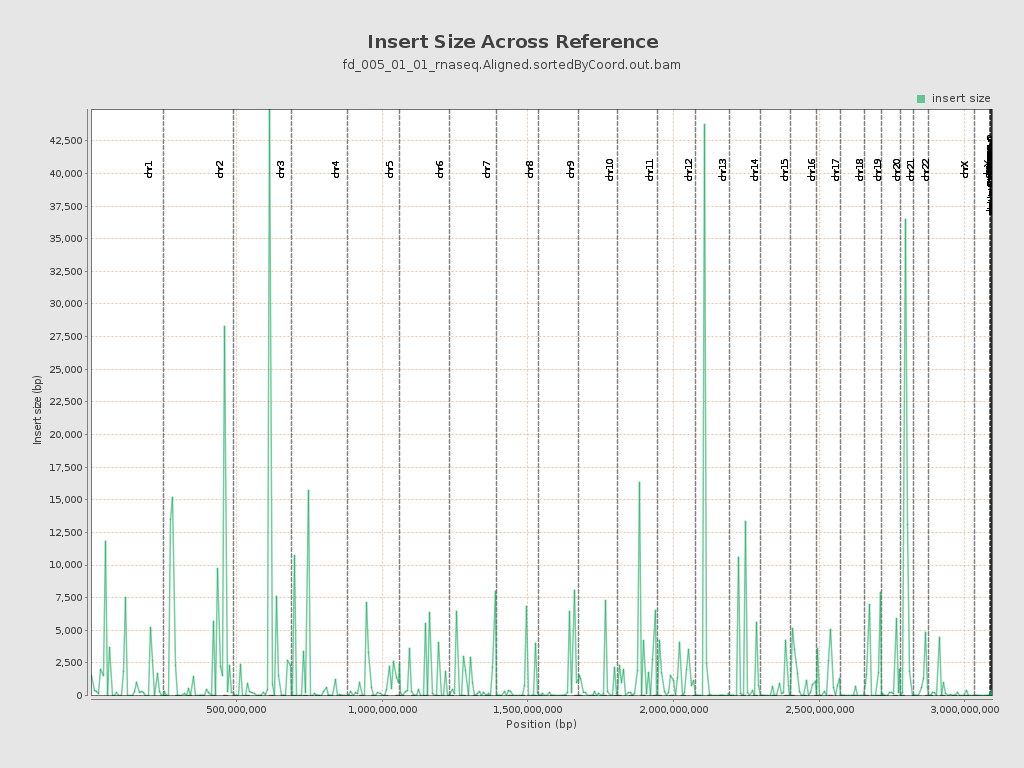 Insert Size Across Reference
fd_005_01_01_rnaseq.Aligned.sortedByCoord.out.bam
insert size
42,500
40,000
37,500
35,000
32,500
30,000
27,500
25,000
22,500
20,000
17,500
15,000
12,500
10,000
7,500
5,000
2,500
0
Insert size (bp)
chr1
chr2
chr3
chr4
chr5
chr6
chr7
chr8
chr9
chr10
chr11
chr12
chr13
chr14
chr15
chr16
chr17
chr18
chr19
chr20
chr21
chr22
chrX
500,000,000
1,000,000,000
1,500,000,000
2,000,000,000
2,500,000,000
3,000,000,000
Position (bp)